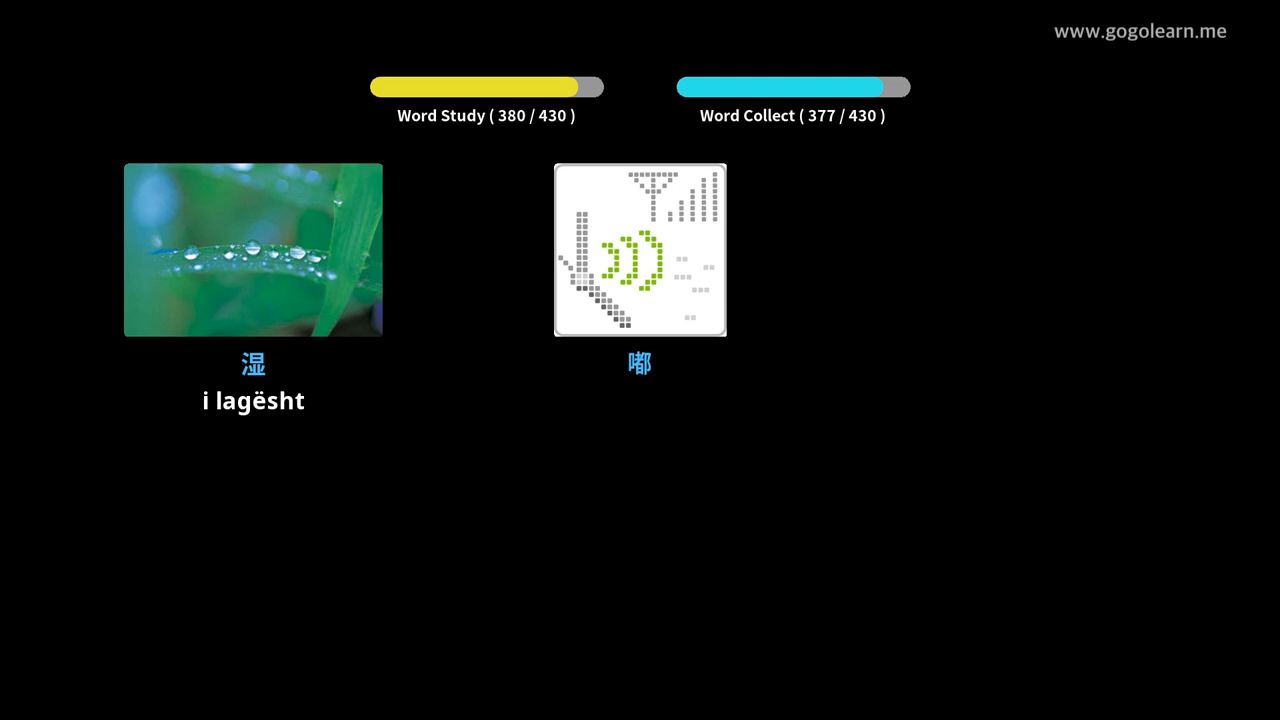 www.gogolearn.me
Word Study ( 380 / 430 )
Word Collect ( 377 / 430 )
湿
嘟
i lagësht